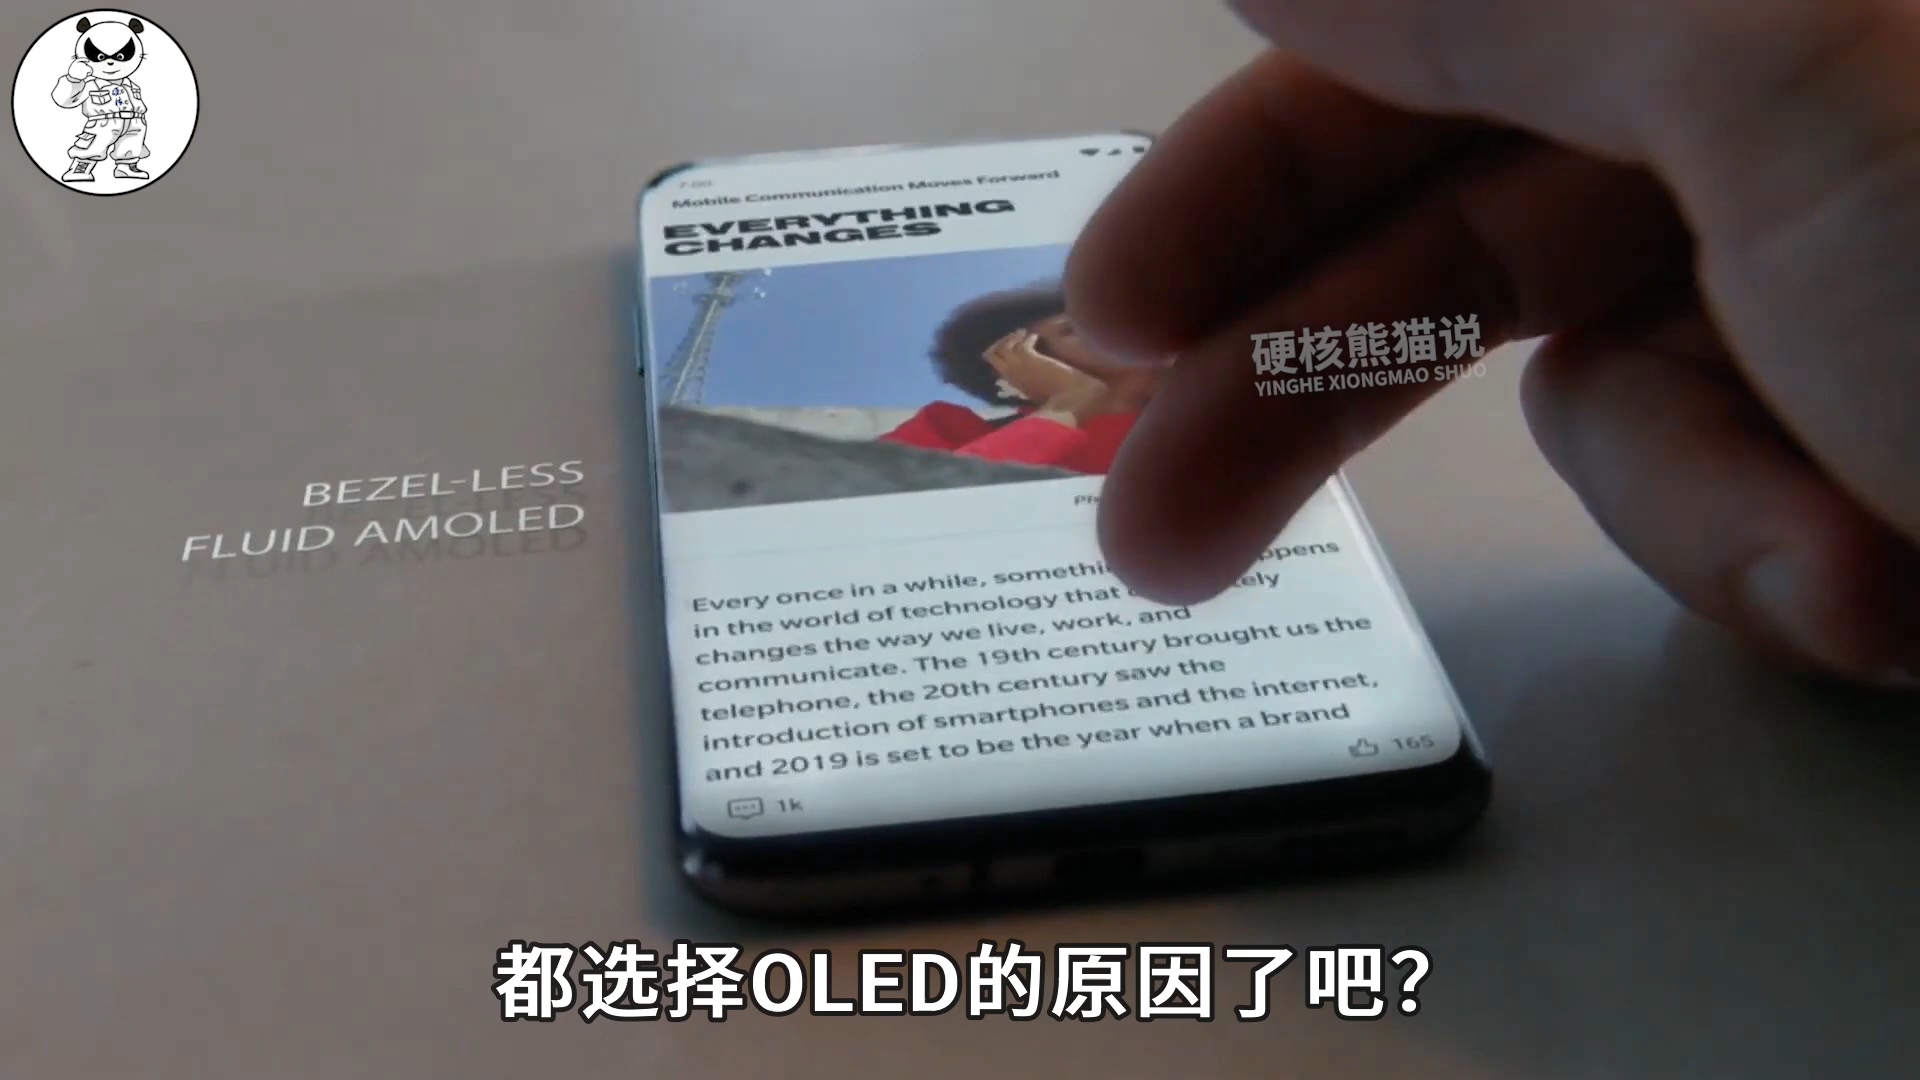 7:00
Mobile Communication Moves Forward
EVERYTHING
CHANGES
硬核熊猫说
YINGHE XIONGMAO SHUO
BEZEL-LESS
FLUID AMOLED
Every once in a while,
in the world of technology that
changes the way we live, work, and
communicate. The 19th century brought us the
telephone, the 20th century saw the
introduction of smartphones and the internet,
and 2019 is set to be the year when a brand
165
1k
都选择OLED的原因了吧？